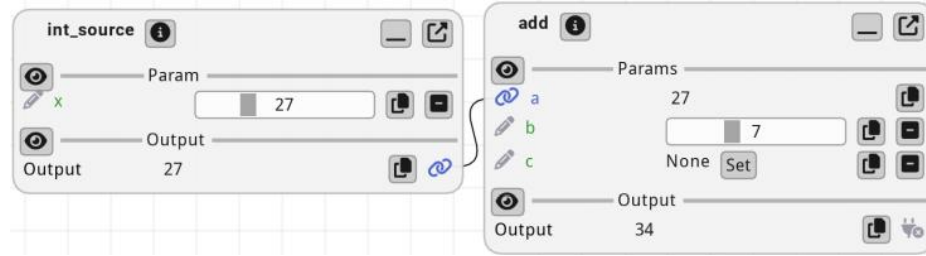 int_source
Param
x 27
Output
Output 27
add
Params
a 27
b 7
c None Set
Output
Output 34